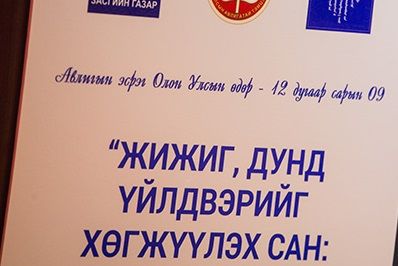 ЗАСГИЙН ГАЗАР
Авлигын эсрэг Олон Улсын өдөр - 12 дугаар сарын 09
“ЖИЖИГ, ДУНД
ҮЙЛДВЭРИЙГ
ХӨГЖҮҮЛЭХ САН: